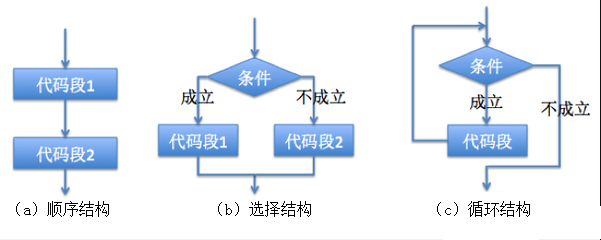 代码段1
代码段2
(a) 顺序结构
条件
成立
不成立
代码段1
代码段2
(b) 选择结构
条件
成立
不成立
代码段
(c) 循环结构